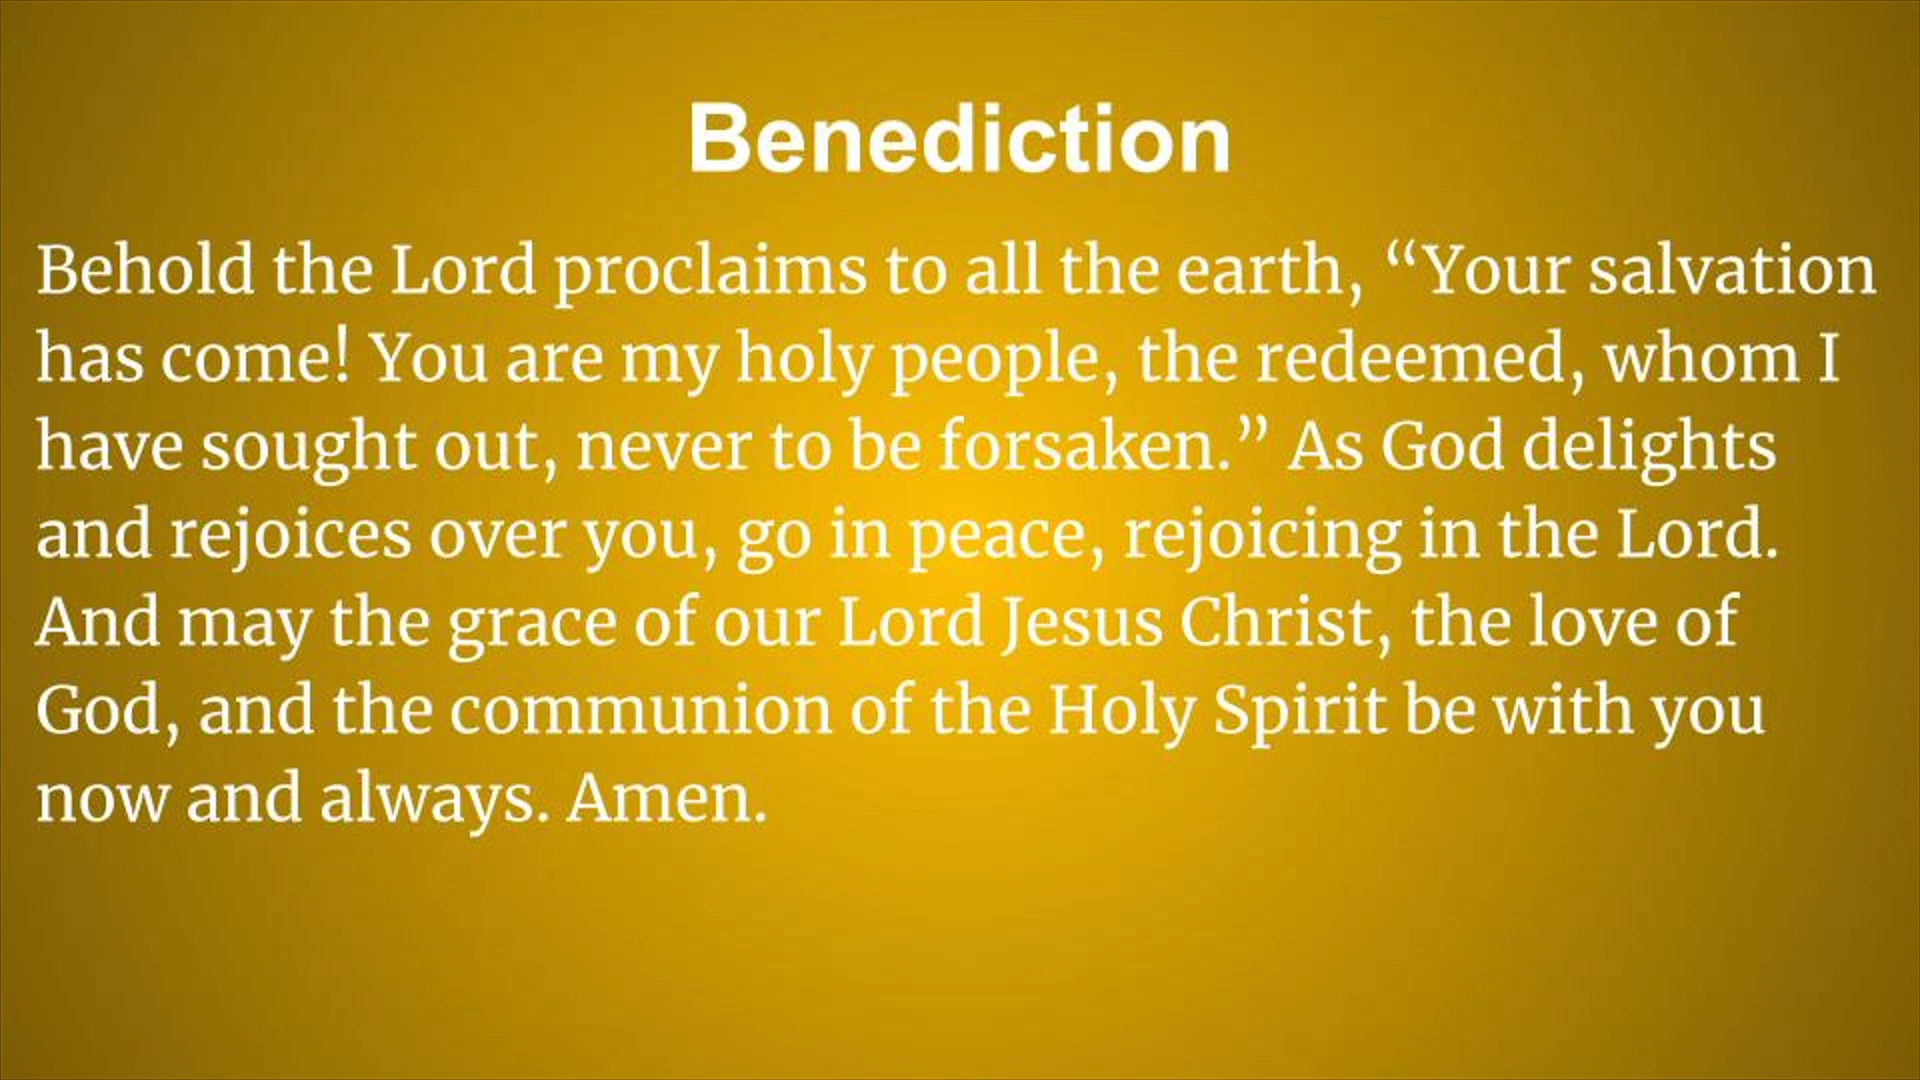 Benediction
Behold the Lord proclaims to all the earth, “Your salvation
has come! You are my holy people, the redeemed, whom I
have sought out, never to be forsaken.” As God delights
and rejoices over you, go in peace, rejoicing in the Lord.
And may the grace of our Lord Jesus Christ, the love of
God, and the communion of the Holy Spirit be with you
now and always. Amen.